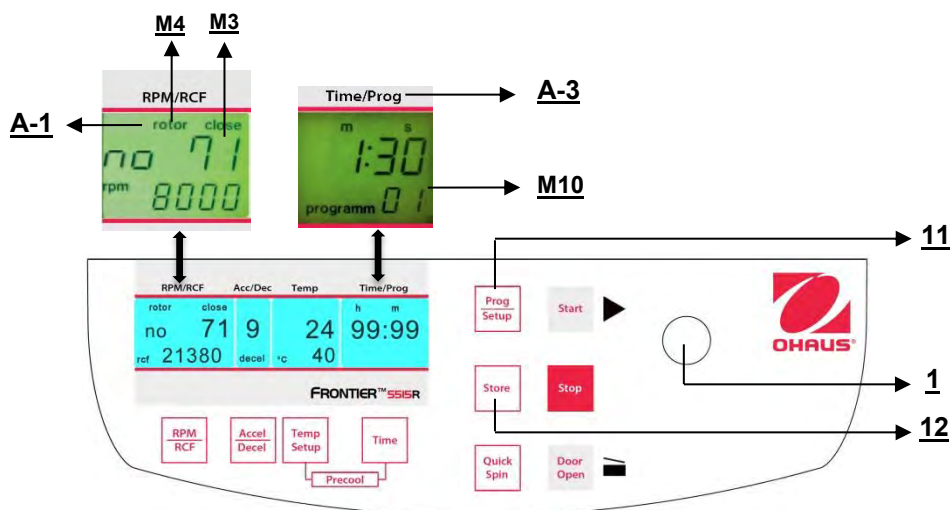 M4 M3
RPM/RCF Time/Prog A-3
A-1 rotor close m s
no 71 1:30
rpm 8000 programm 01 M10
11
RPM/RCF Acc/Dec Temp Time/Prog
rotor close h m
no 71 9 24 99:99
rcf 21380 decel °C 40
FRONTIER™ 5515R
Prog
Setup
Start
OHAUS®
1
Store
Stop
12
RPM
RCF
Accel
Decel
Temp
Setup
Time
Precool
Quick
Spin
Door
Open